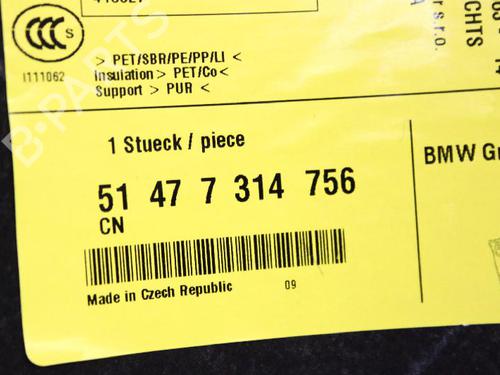 CCC S
I111062
> PET/SBR/PE/PP/LI <
Insulation > PET/Co <
Support > PUR <
r s.r.o.
CHTS
1 Stueck / piece
51 47 7 314 756
CN
BMW Gr
Made in Czech Republic
09
B-PARTS